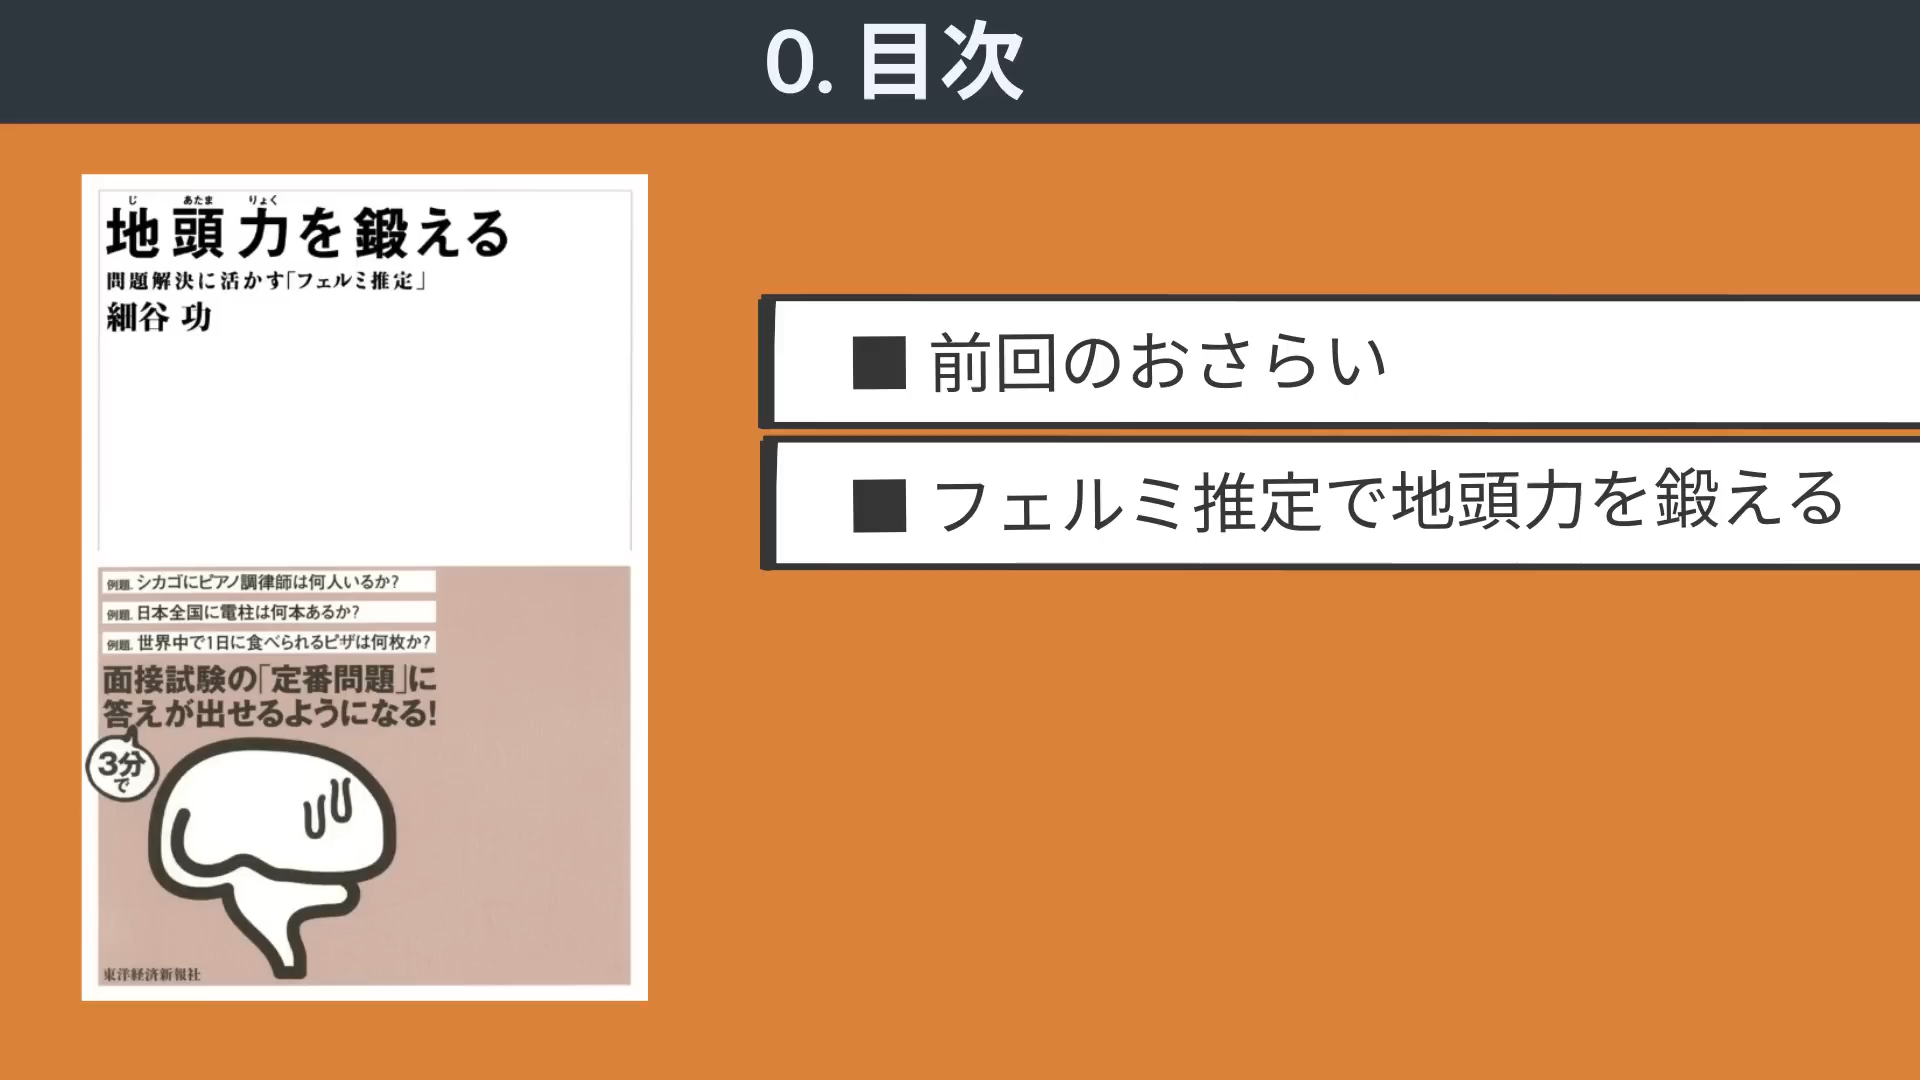 0. 目次
じ あたま りょく
地頭力を鍛える
問題解決に活かす「フェルミ推定」
細谷 功
例題. シカゴにピアノ調律師は何人いるか?
例題. 日本全国に電柱は何本あるか?
例題. 世界中で1日に食べられるピザは何枚か?
面接試験の「定番問題」に
答えが出せるようになる!
3分
で
東洋経済新報社
■ 前回のおさらい
■ フェルミ推定で地頭力を鍛える